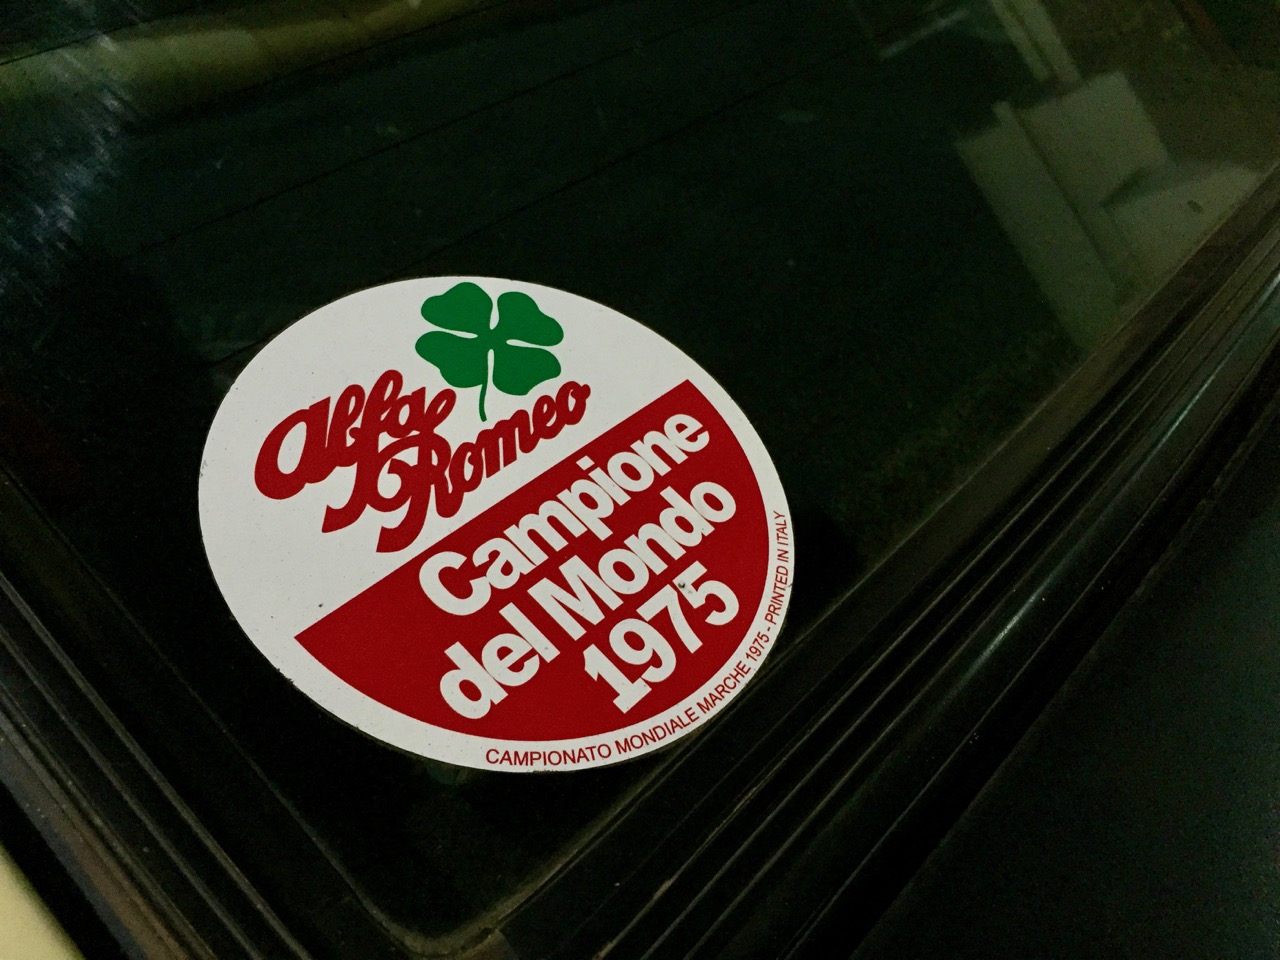 Alfa
Romeo
Campione
del Mondo
1975
CAMPIONATO MONDIALE MARCHE 1975 - PRINTED IN ITALY